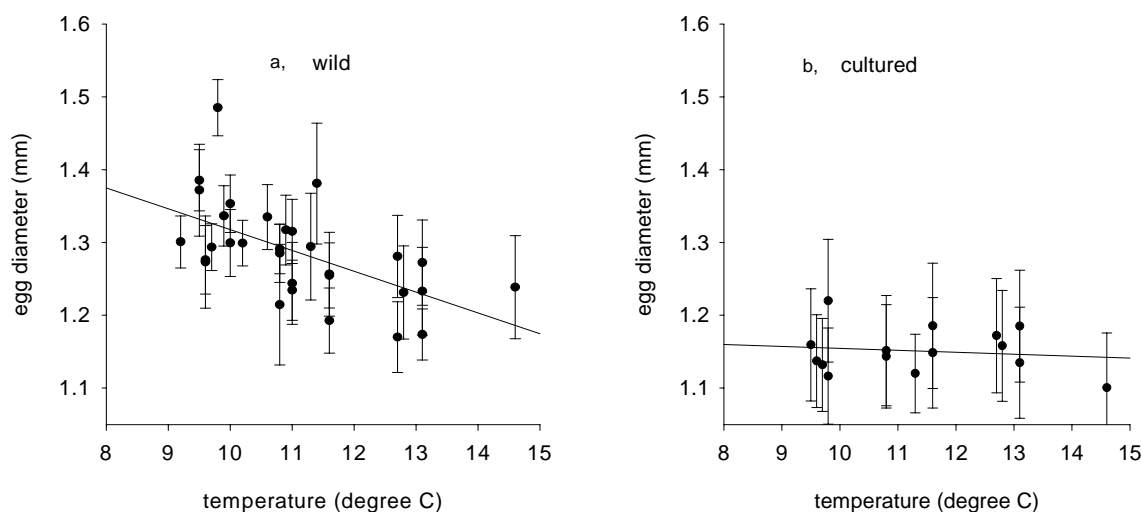 a, wild
egg diameter (mm)
1.6
1.5
1.4
1.3
1.2
1.1
8 9 10 11 12 13 14 15
temperature (degree C)
b, cultured
egg diameter (mm)
1.6
1.5
1.4
1.3
1.2
1.1
8 9 10 11 12 13 14 15
temperature (degree C)